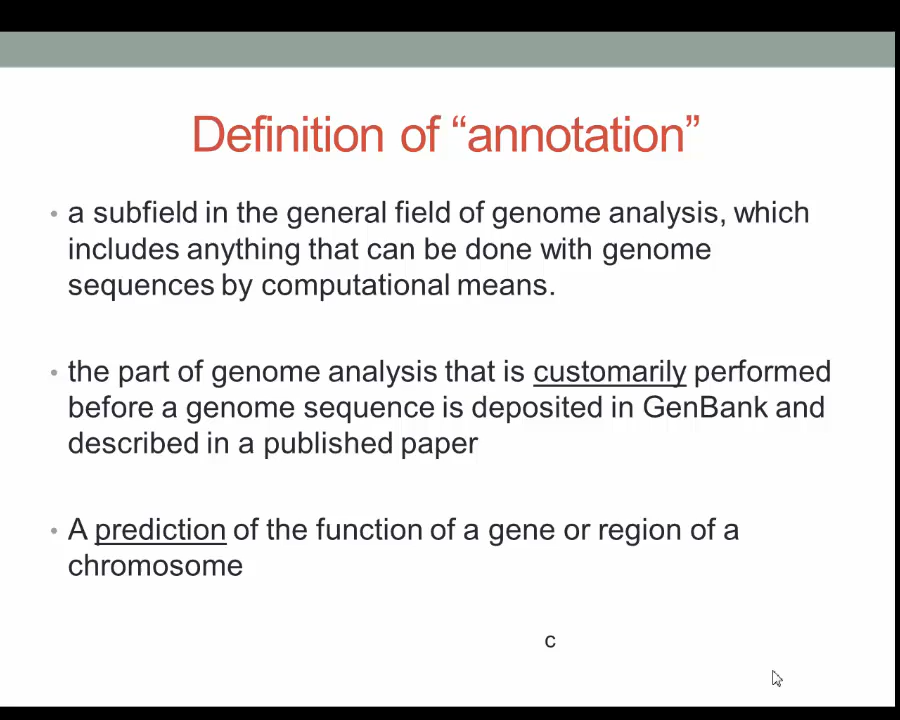 Definition of “annotation”
• a subfield in the general field of genome analysis, which
includes anything that can be done with genome
sequences by computational means.
• the part of genome analysis that is customarily performed
before a genome sequence is deposited in GenBank and
described in a published paper
• A prediction of the function of a gene or region of a
chromosome
c